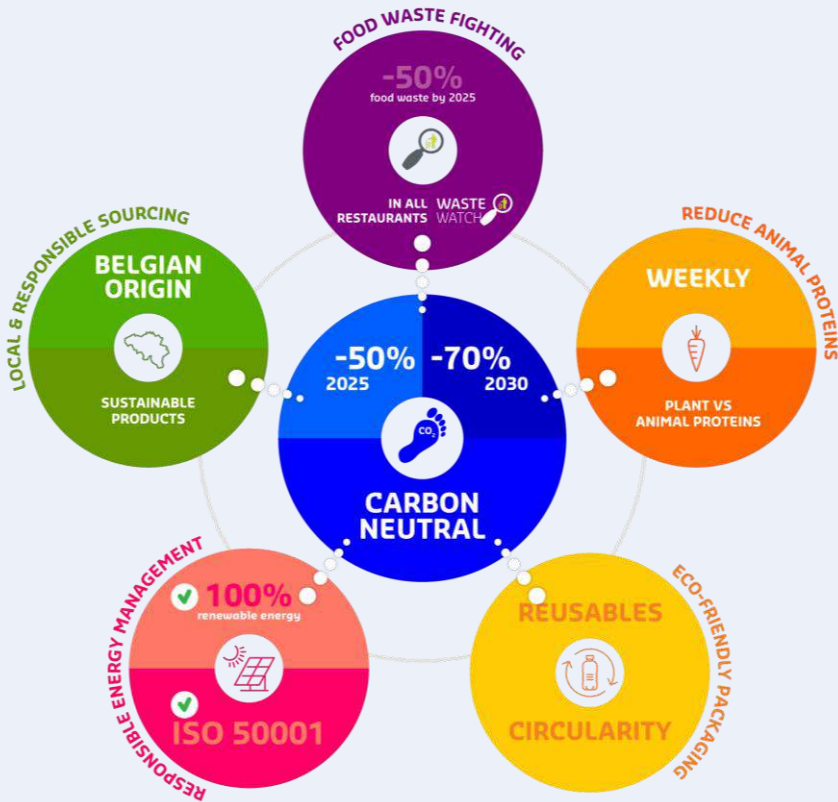 FOOD WASTE FIGHTING
-50%
food waste by 2025
IN ALL
RESTAURANTS
WASTE
WATCH
LOCAL & RESPONSIBLE SOURCING
BELGIAN
ORIGIN
SUSTAINABLE
PRODUCTS
REDUCE ANIMAL PROTEINS
WEEKLY
PLANT VS
ANIMAL PROTEINS
-50%
2025
-70%
2030
CO₂
CARBON
NEUTRAL
RESPONSIBLE ENERGY MANAGEMENT
100%
renewable energy
ISO 50001
ECO-FRIENDLY PACKAGING
REUSABLES
CIRCULARITY